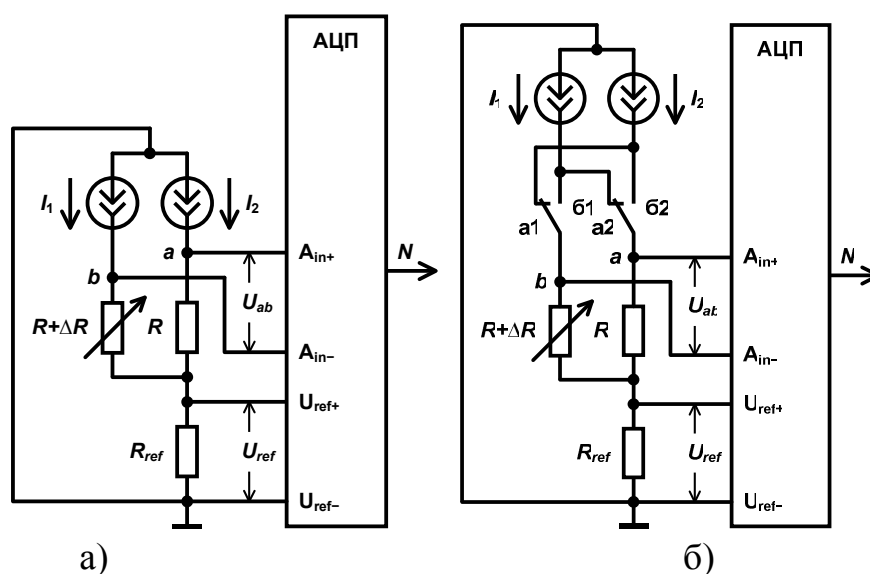 АЦП
I1
I2
a
b
R+ΔR
R
Uab
Rref
Uref
Ain+
Ain–
Uref+
Uref–
N
а)
АЦП
I1
I2
а1
б1
а2
б2
a
b
R+ΔR
R
Uab
Rref
Uref
Ain+
Ain–
Uref+
Uref–
N
б)